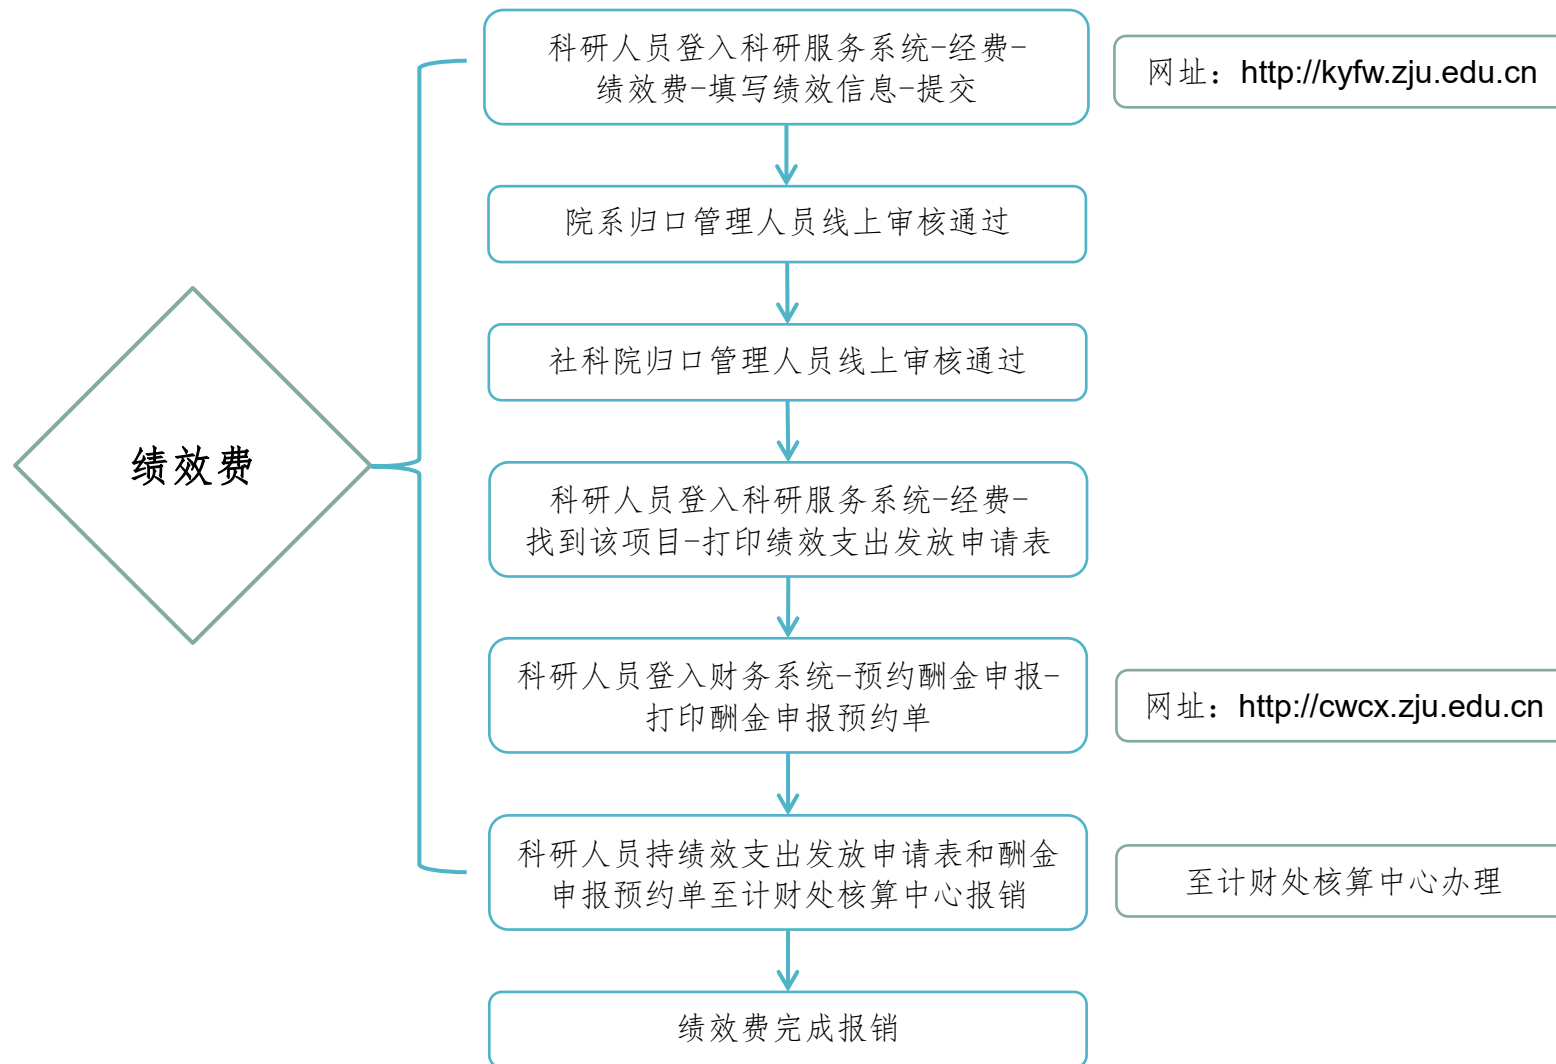 科研人员登入科研服务系统-经费-
绩效费-填写绩效信息-提交
网址：http://kyfw.zju.edu.cn
院系归口管理人员线上审核通过
社科院归口管理人员线上审核通过
绩效费
科研人员登入科研服务系统-经费-
找到该项目-打印绩效支出发放申请表
科研人员登入财务系统-预约酬金申报-
打印酬金申报预约单
网址：http://cwcx.zju.edu.cn
科研人员持绩效支出发放申请表和酬金
申报预约单至计财处核算中心报销
至计财处核算中心办理
绩效费完成报销